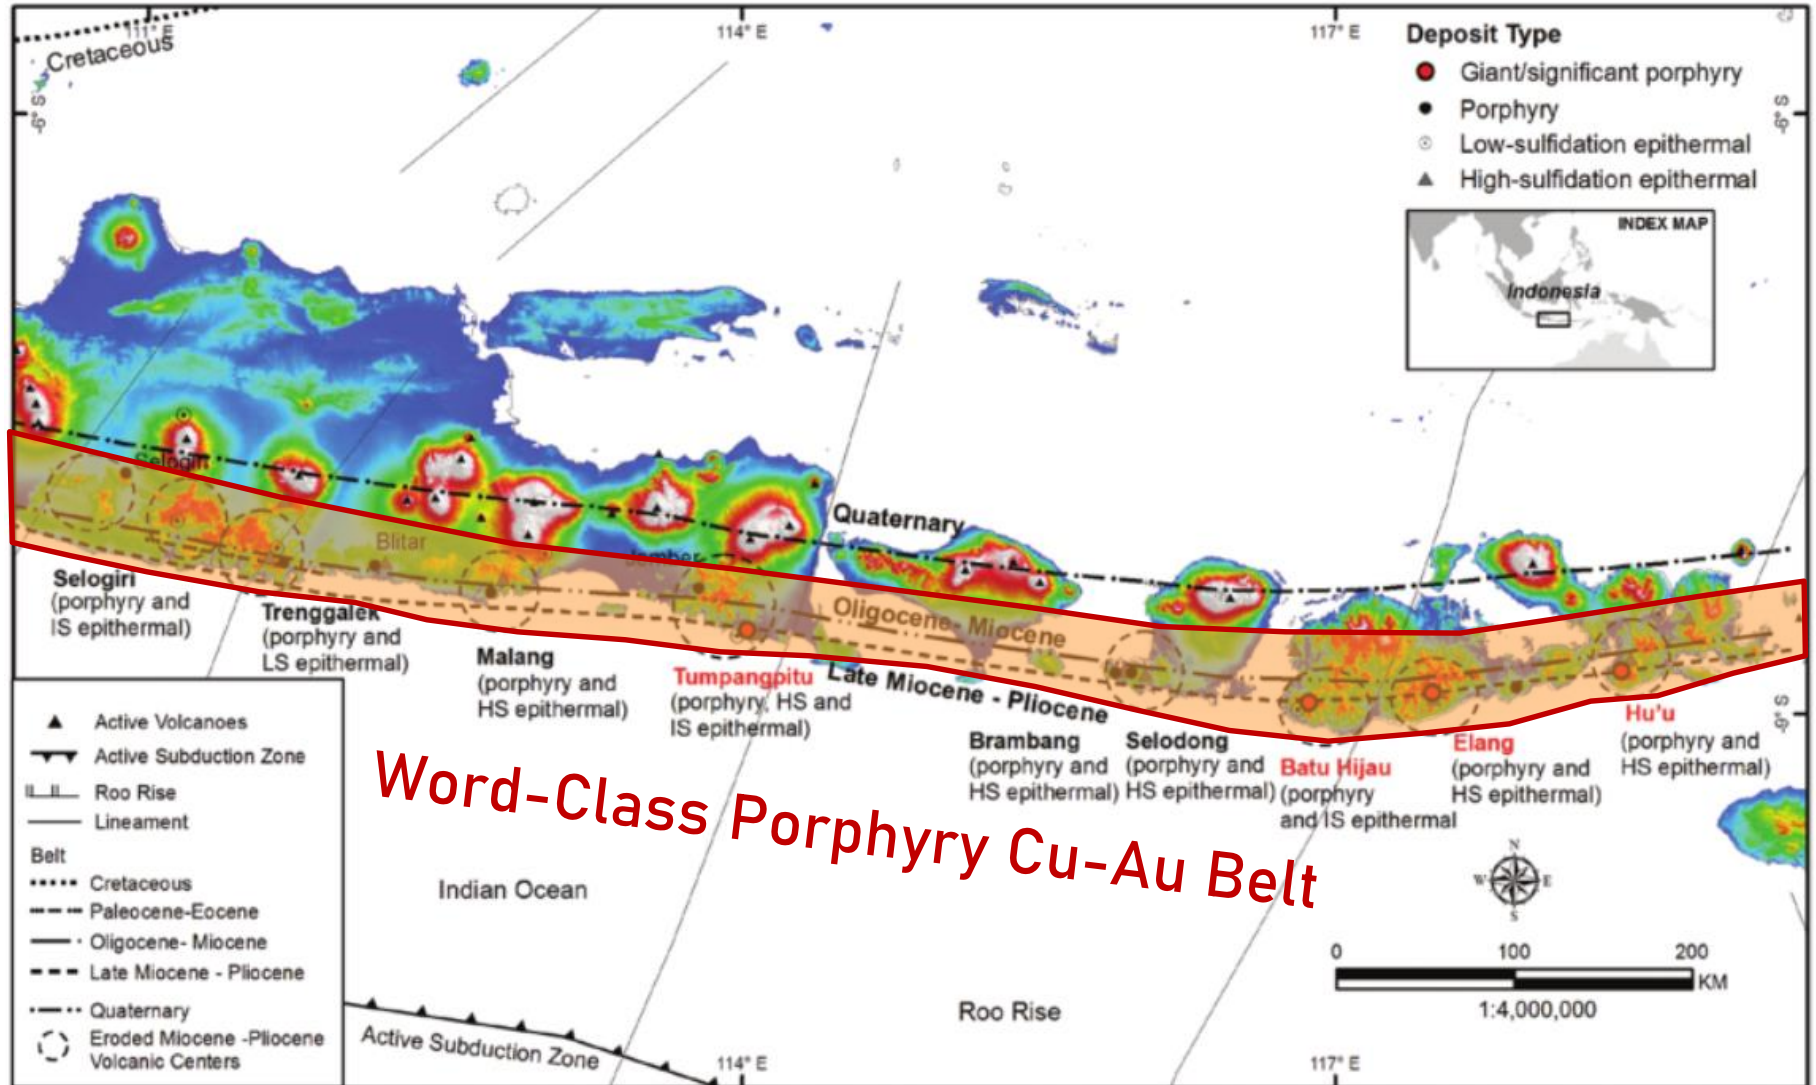 111° E
114° E
117° E
Cretaceous
-6° S
-6° S
Deposit Type
Giant/significant porphyry
Porphyry
Low-sulfidation epithermal
High-sulfidation epithermal
INDEX MAP
Indonesia
Selogiri
Blitar
Jember
Quaternary
Oligocene- Miocene
Late Miocene - Pliocene
Selogiri
(porphyry and
IS epithermal)
Trenggalek
(porphyry and
LS epithermal)
Malang
(porphyry and
HS epithermal)
Tumpangpitu
(porphyry, HS and
IS epithermal)
Brambang
(porphyry and
HS epithermal)
Selodong
(porphyry and
HS epithermal)
Batu Hijau
(porphyry
and IS epithermal
Elang
(porphyry and
HS epithermal)
Hu'u
(porphyry and
HS epithermal)
-9° S
Word-Class Porphyry Cu-Au Belt
Active Volcanoes
Active Subduction Zone
Roo Rise
Lineament
Belt
Cretaceous
Paleocene-Eocene
Oligocene- Miocene
Late Miocene - Pliocene
Quaternary
Eroded Miocene -Pliocene
Volcanic Centers
Indian Ocean
Roo Rise
Active Subduction Zone
N
W E
S
0 100 200
KM
1:4,000,000
114° E
117° E